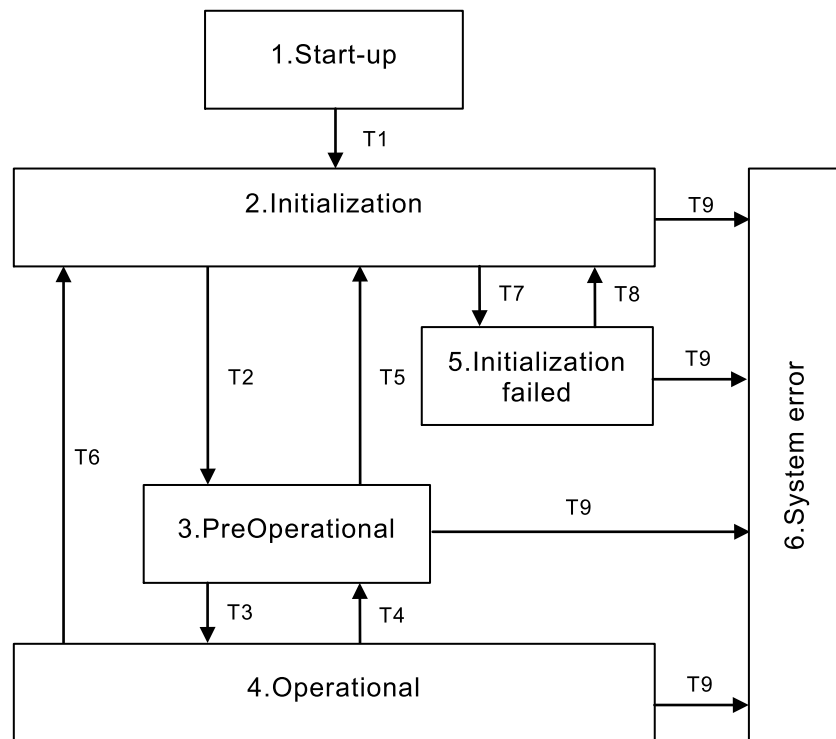 1.Start-up
T1
2.Initialization
T9
T7
T8
5.Initialization
failed
T9
T2
T5
T6
3.PreOperational
T9
6.System error
T3
T4
4.Operational
T9